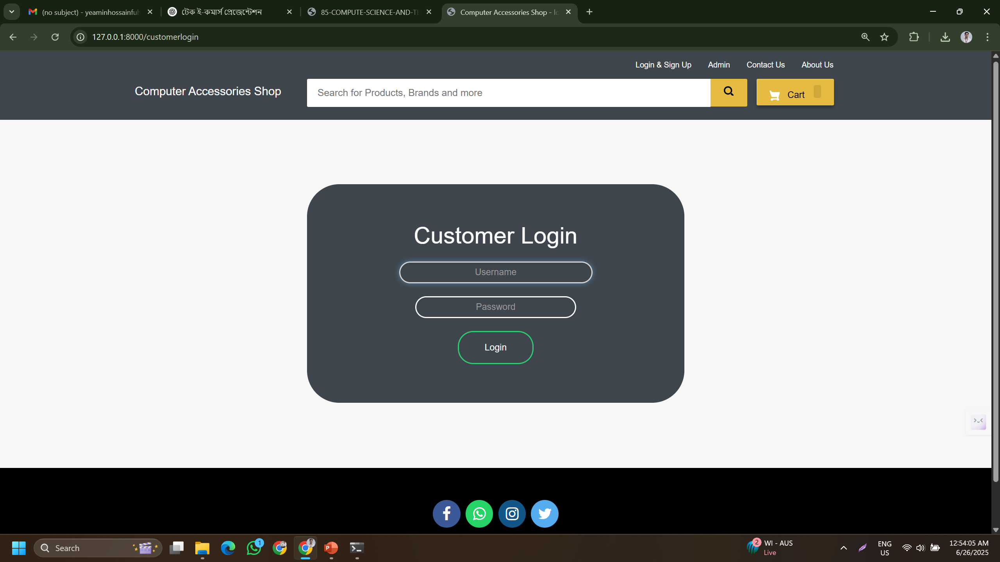 (no subject) - yeaminhossainfuh
টেক ই-কমার্স প্রেজেন্টেশন
85-COMPUTE-SCIENCE-AND-TE
Computer Accessories Shop - lo
127.0.0.1:8000/customerlogin
Login & Sign Up Admin Contact Us About Us
Computer Accessories Shop
Search for Products, Brands and more
Cart
Customer Login
Username
Password
Login
Search
1
P
2
WI - AUS
Live
ENG
US
12:54:05 AM
6/26/2025